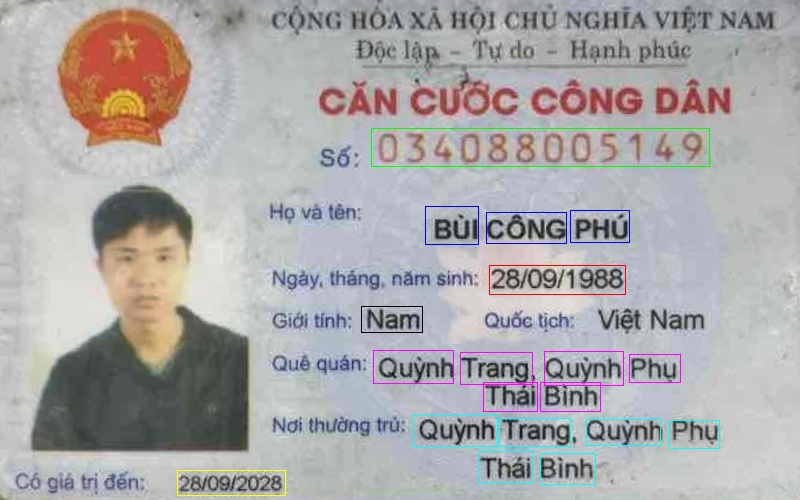 CỘNG HÒA XÃ HỘI CHỦ NGHĨA VIỆT NAM
Độc lập - Tự do - Hạnh phúc
CĂN CƯỚC CÔNG DÂN
Số: 034088005149
Họ và tên: BÙI CÔNG PHÚ
Ngày, tháng, năm sinh: 28/09/1988
Giới tính: Nam Quốc tịch: Việt Nam
Quê quán: Quỳnh Trang, Quỳnh Phụ
Thái Bình
Nơi thường trú: Quỳnh Trang, Quỳnh Phụ
Thái Bình
Có giá trị đến: 28/09/2028